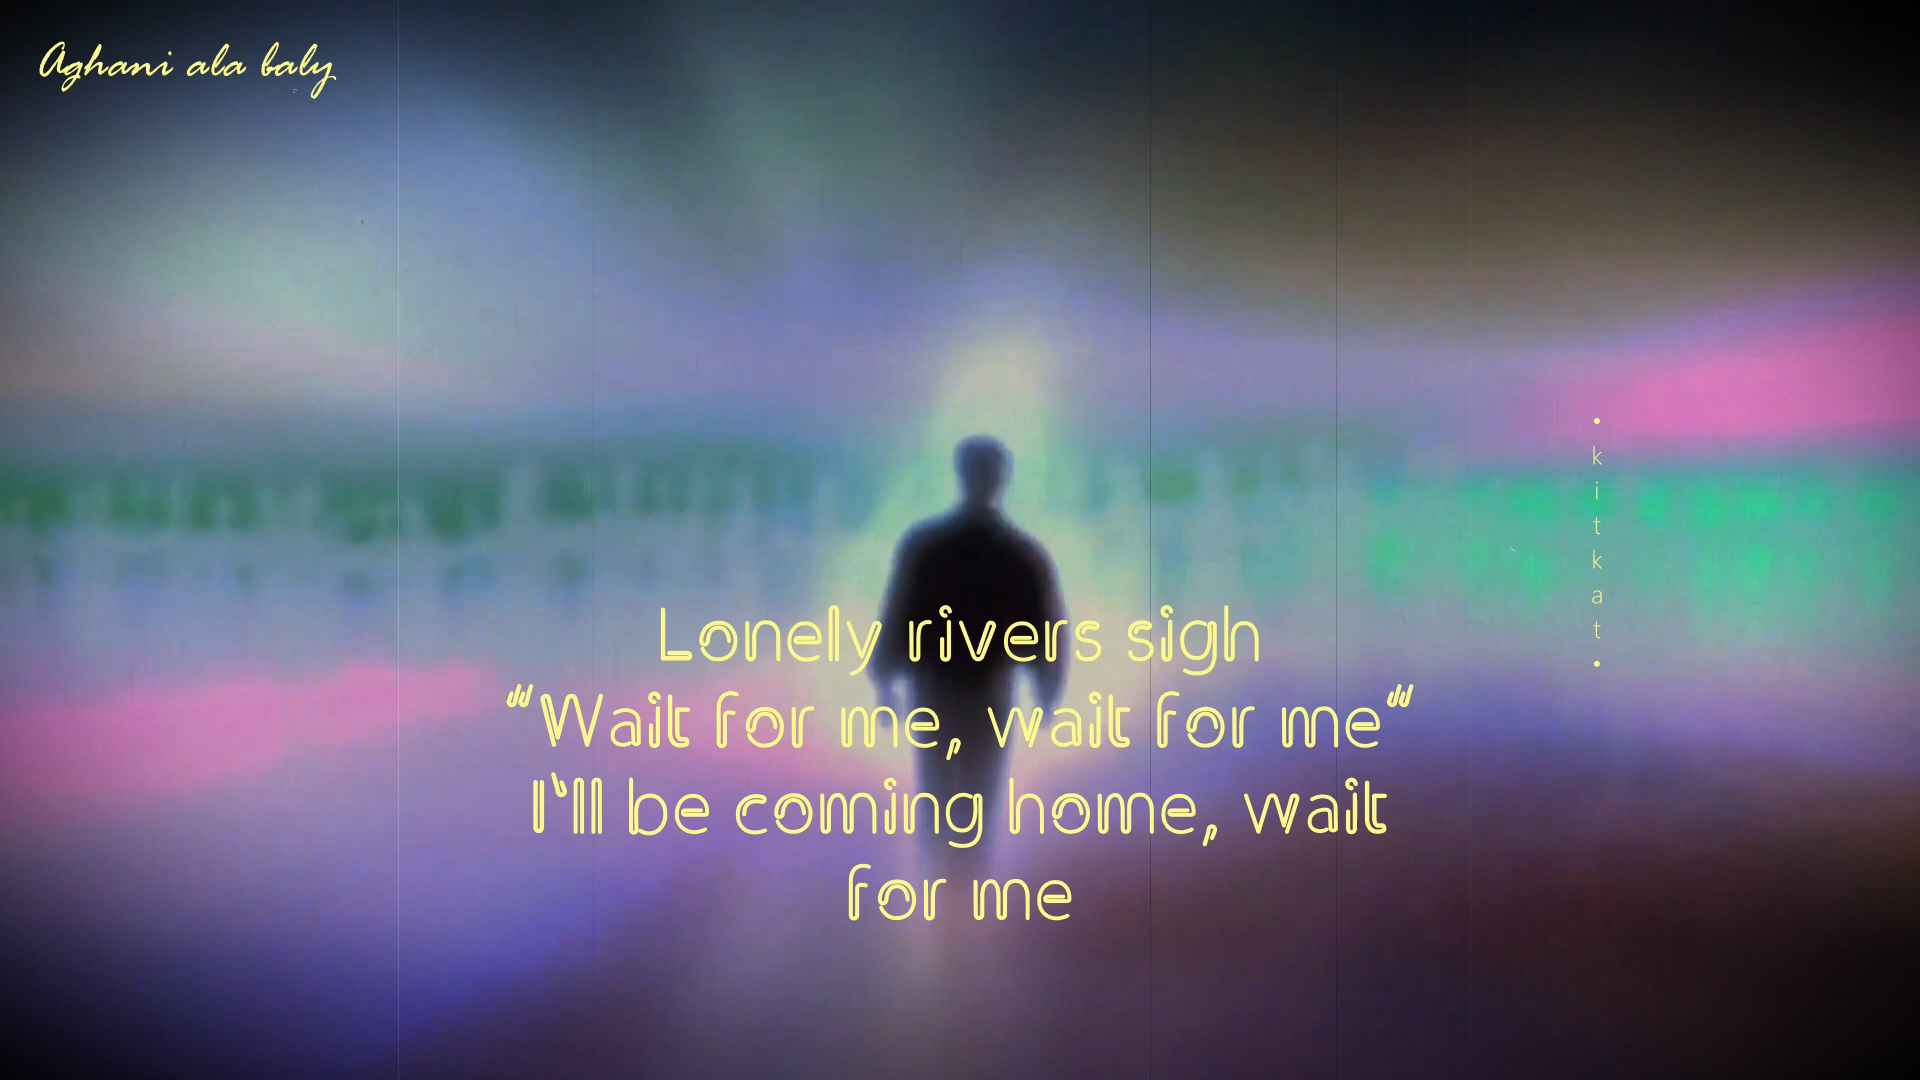 Aghani ala baly
• kitkat •
Lonely rivers sigh
“Wait for me, wait for me“
I‘ll be coming home, wait
for me